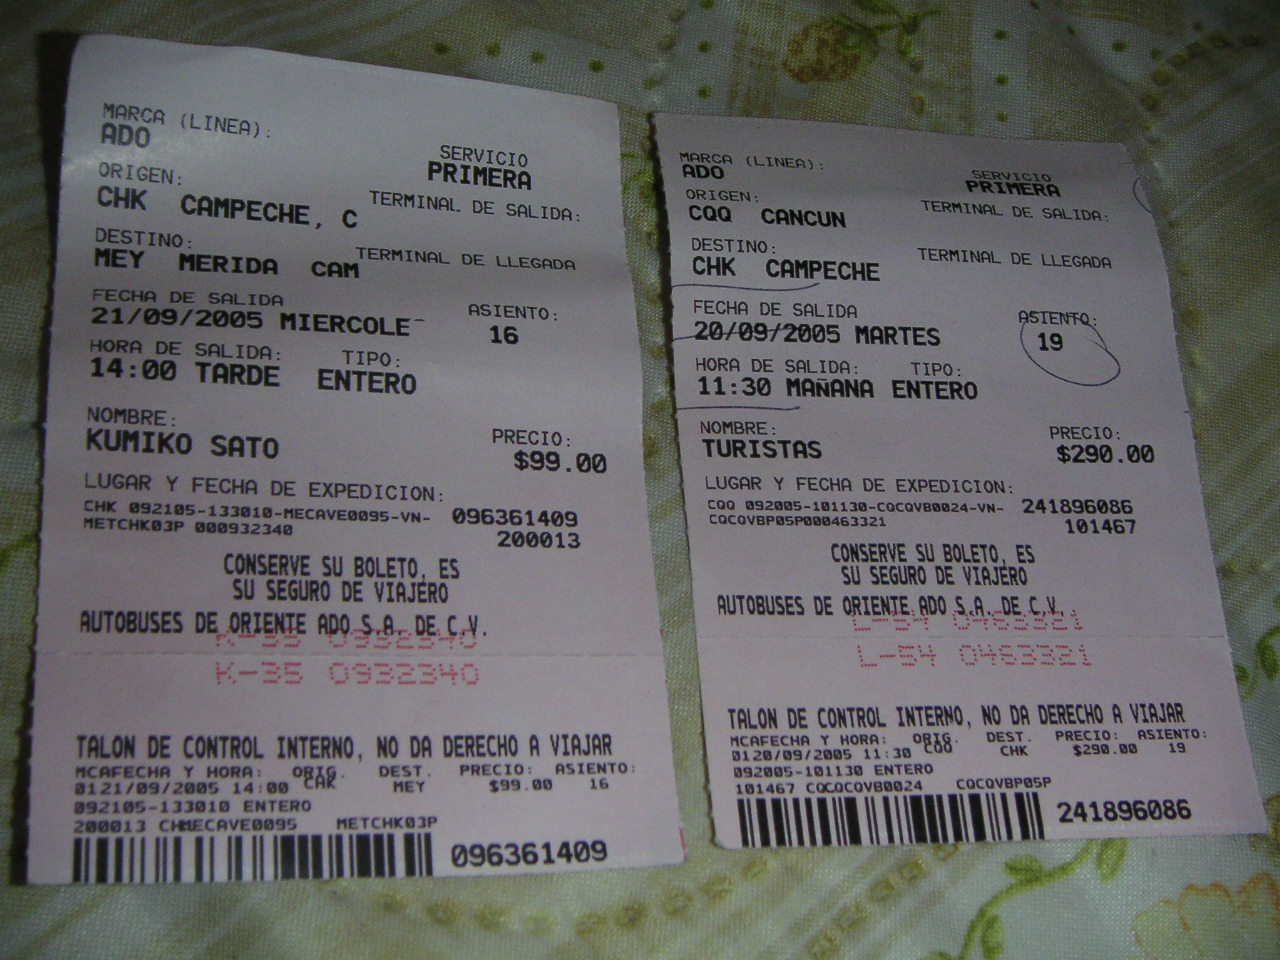 MARCA (LINEA):
ADO
SERVICIO
PRIMERA
ORIGEN:
CHK CAMPECHE, C
TERMINAL DE SALIDA:
DESTINO:
MEY MERIDA CAM
TERMINAL DE LLEGADA
FECHA DE SALIDA
21/09/2005 MIERCOLE
ASIENTO:
16
HORA DE SALIDA: TIPO:
14:00 TARDE ENTERO
NOMBRE:
KUMIKO SATO
PRECIO:
$99.00
LUGAR Y FECHA DE EXPEDICION:
CHK 092105-133010-MECAVE0095-VN-
METCHK03P 000932340
096361409
200013
CONSERVE SU BOLETO, ES
SU SEGURO DE VIAJERO
AUTOBUSES DE ORIENTE ADO S.A. DE C.V.
K-35 0932340
K-35 0932340
TALON DE CONTROL INTERNO, NO DA DERECHO A VIAJAR
MCAFECHA Y HORA: ORIG. DEST. PRECIO: ASIENTO:
0121/09/2005 14:00 CHK MEY $99.00 16
092105-133010 ENTERO
200013 CHMECAVE0095 METCHK03P
096361409
MARCA (LINEA):
ADO
SERVICIO
PRIMERA
ORIGEN:
CQQ CANCUN
TERMINAL DE SALIDA:
DESTINO:
CHK CAMPECHE
TERMINAL DE LLEGADA
FECHA DE SALIDA
20/09/2005 MARTES
ASIENTO:
19
HORA DE SALIDA: TIPO:
11:30 MAÑANA ENTERO
NOMBRE:
TURISTAS
PRECIO:
$290.00
LUGAR Y FECHA DE EXPEDICION:
CQQ 092005-101130-COCQVB0024-VN-
COCQVBP05P000463321
241896086
101467
CONSERVE SU BOLETO, ES
SU SEGURO DE VIAJERO
AUTOBUSES DE ORIENTE ADO S.A. DE C.V.
L-54 0463321
L-54 0463321
TALON DE CONTROL INTERNO, NO DA DERECHO A VIAJAR
MCAFECHA Y HORA: ORIG. DEST. PRECIO: ASIENTO:
0120/09/2005 11:30 CQQ CHK $290.00 19
092005-101130 ENTERO
101467 CQCOCQVB0024 COCQVBP05P
241896086